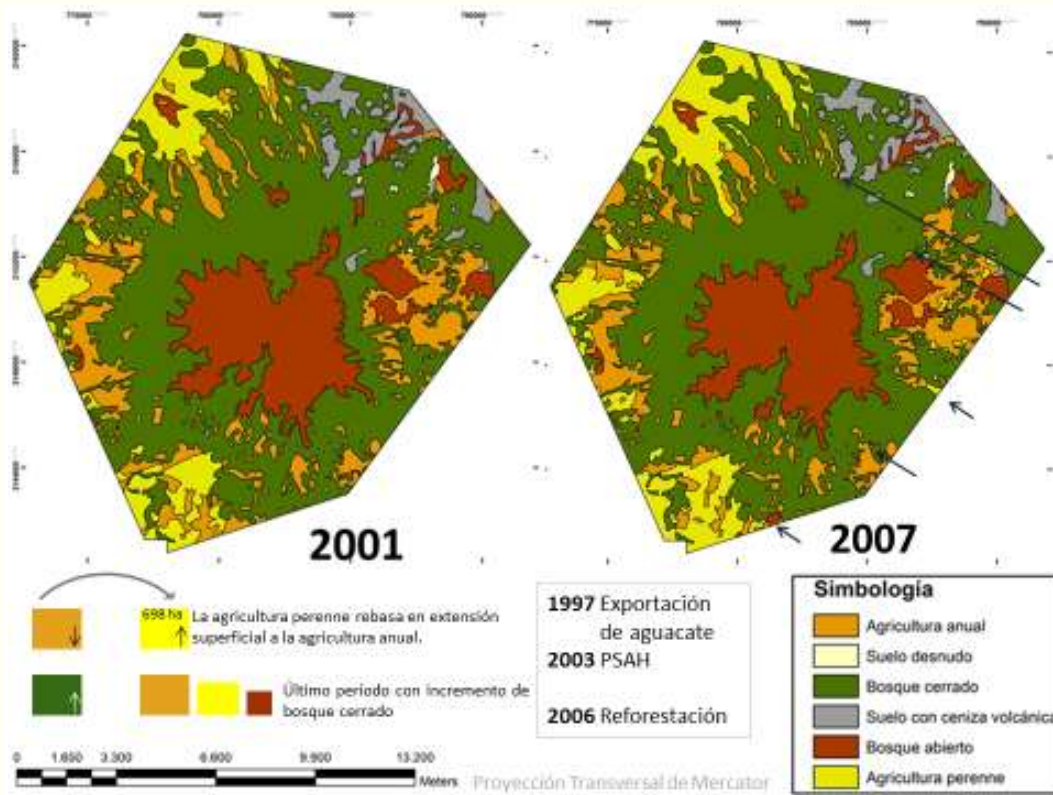 2001
2007
698 ha
La agricultura perenne rebasa en extensión
superficial a la agricultura anual.
Último período con incremento de
bosque cerrado
1997 Exportación
de aguacate
2003 PSAH
2006 Reforestación
Simbología
Agricultura anual
Suelo desnudo
Bosque cerrado
Suelo con ceniza volcánica
Bosque abierto
Agricultura perenne
0 1.650 3.300 6.600 9.900 13.200
Meters
Proyección Transversal de Mercator